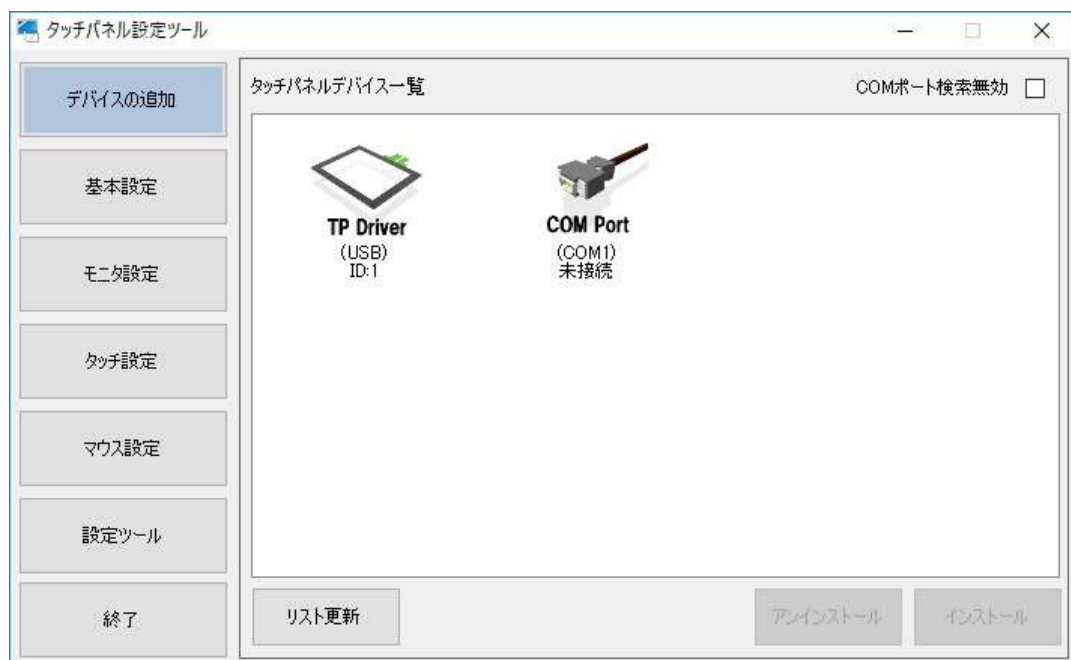 タッチパネル設定ツール
デバイスの追加
基本設定
モニタ設定
タッチ設定
マウス設定
設定ツール
終了
タッチパネルデバイス一覧
COMポート検索無効
TP Driver
(USB)
ID:1
COM Port
(COM1)
未接続
リスト更新
アンインストール
インストール